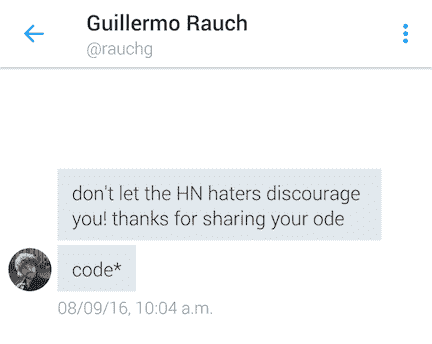 Guillermo Rauch
@rauchg
don't let the HN haters discourage
you! thanks for sharing your ode
code*
08/09/16, 10:04 a.m.